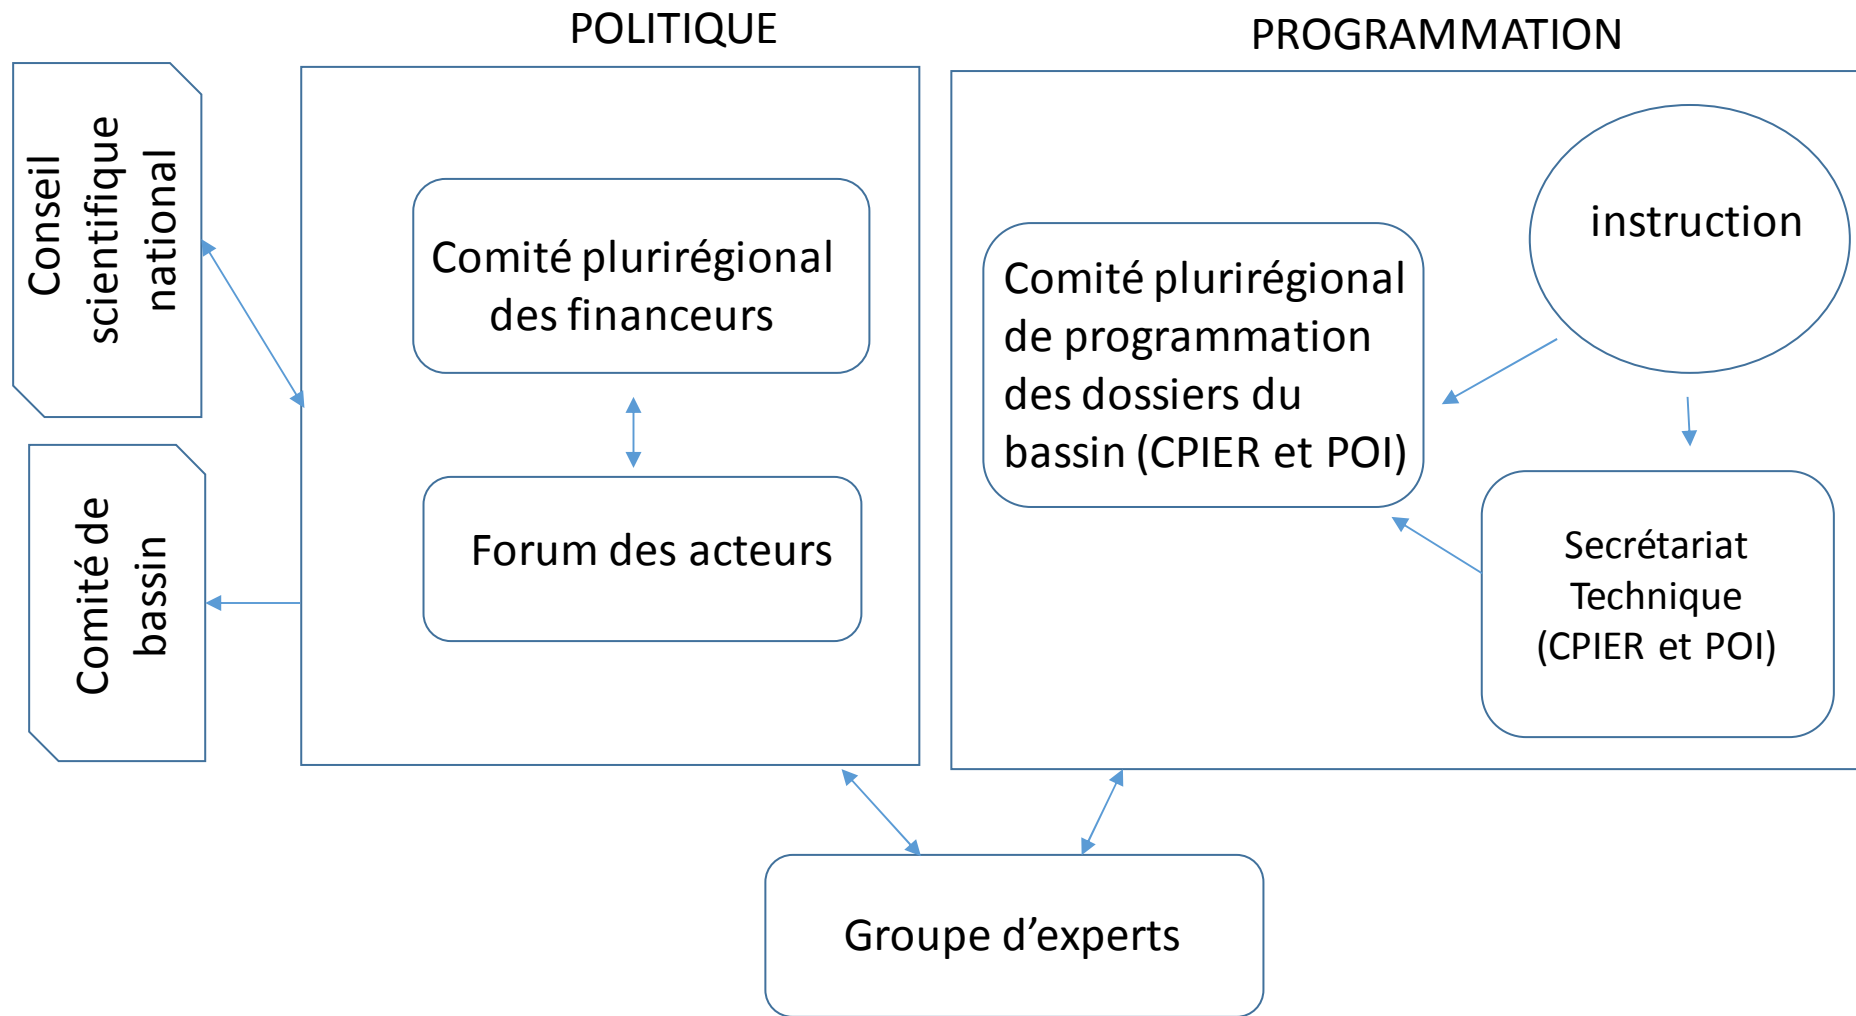 POLITIQUE
PROGRAMMATION
Conseil
scientifique
national
Comité de
bassin
Comité plurirégional
des financeurs
Forum des acteurs
Comité plurirégional
de programmation
des dossiers du
bassin (CPIER et POI)
instruction
Secrétariat
Technique
(CPIER et POI)
Groupe d’experts